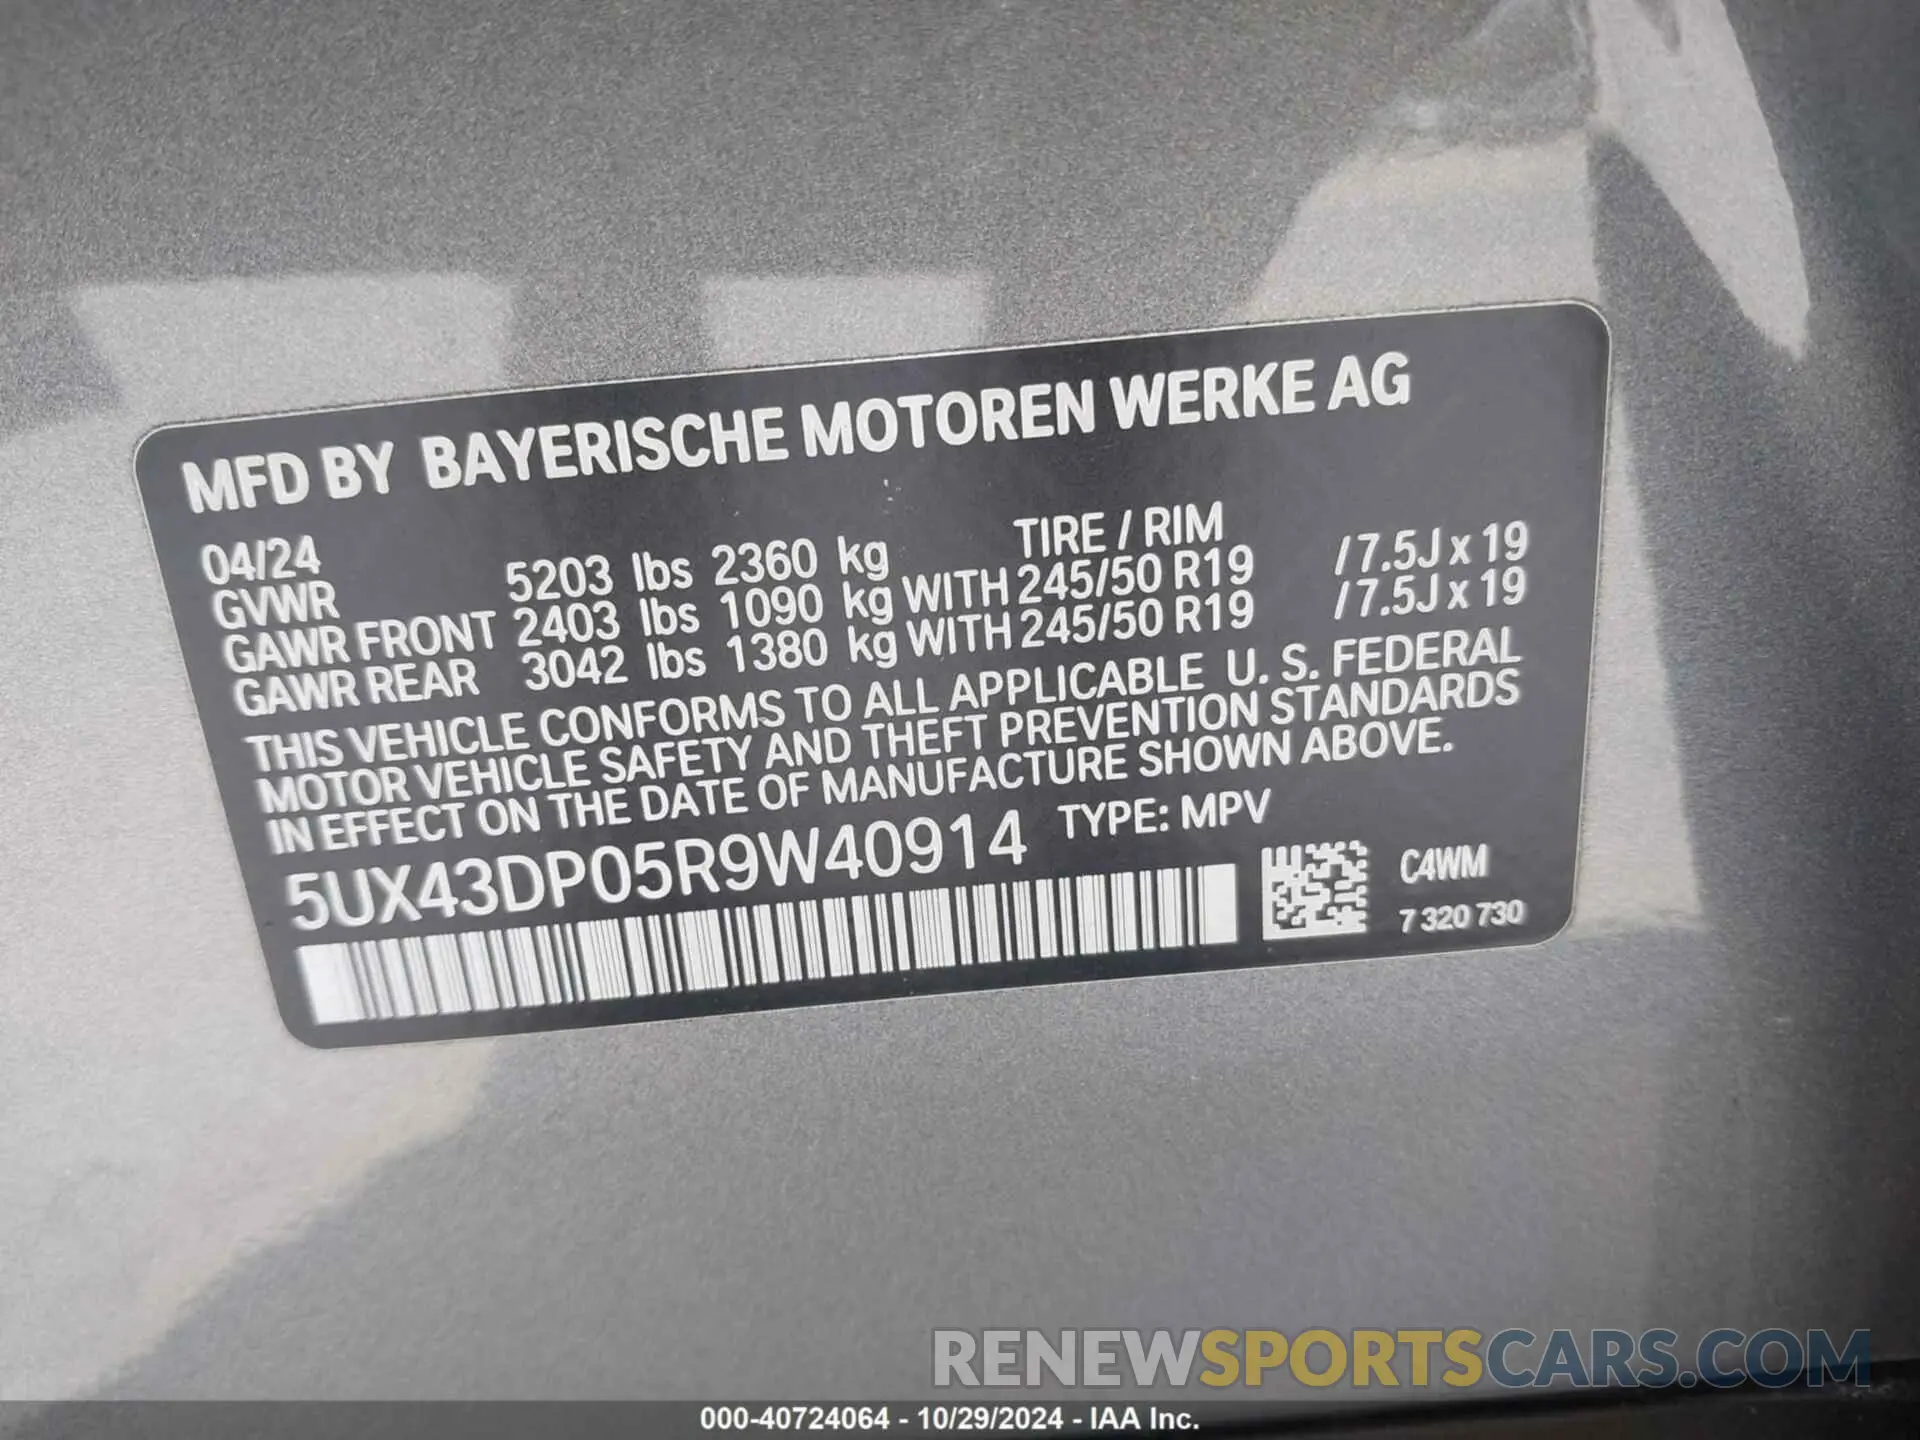 MFD BY BAYERISCHE MOTOREN WERKE AG
04/24 TIRE / RIM
GVWR 5203 lbs 2360 kg
GAWR FRONT 2403 lbs 1090 kg WITH 245/50 R19 / 7.5J x 19
GAWR REAR 3042 lbs 1380 kg WITH 245/50 R19 / 7.5J x 19
THIS VEHICLE CONFORMS TO ALL APPLICABLE U. S. FEDERAL
MOTOR VEHICLE SAFETY AND THEFT PREVENTION STANDARDS
IN EFFECT ON THE DATE OF MANUFACTURE SHOWN ABOVE.
5UX43DP05R9W40914 TYPE: MPV
C4WM
7 320 730
RENEWSPORTSCARS.COM
000-40724064 - 10/29/2024 - IAA Inc.